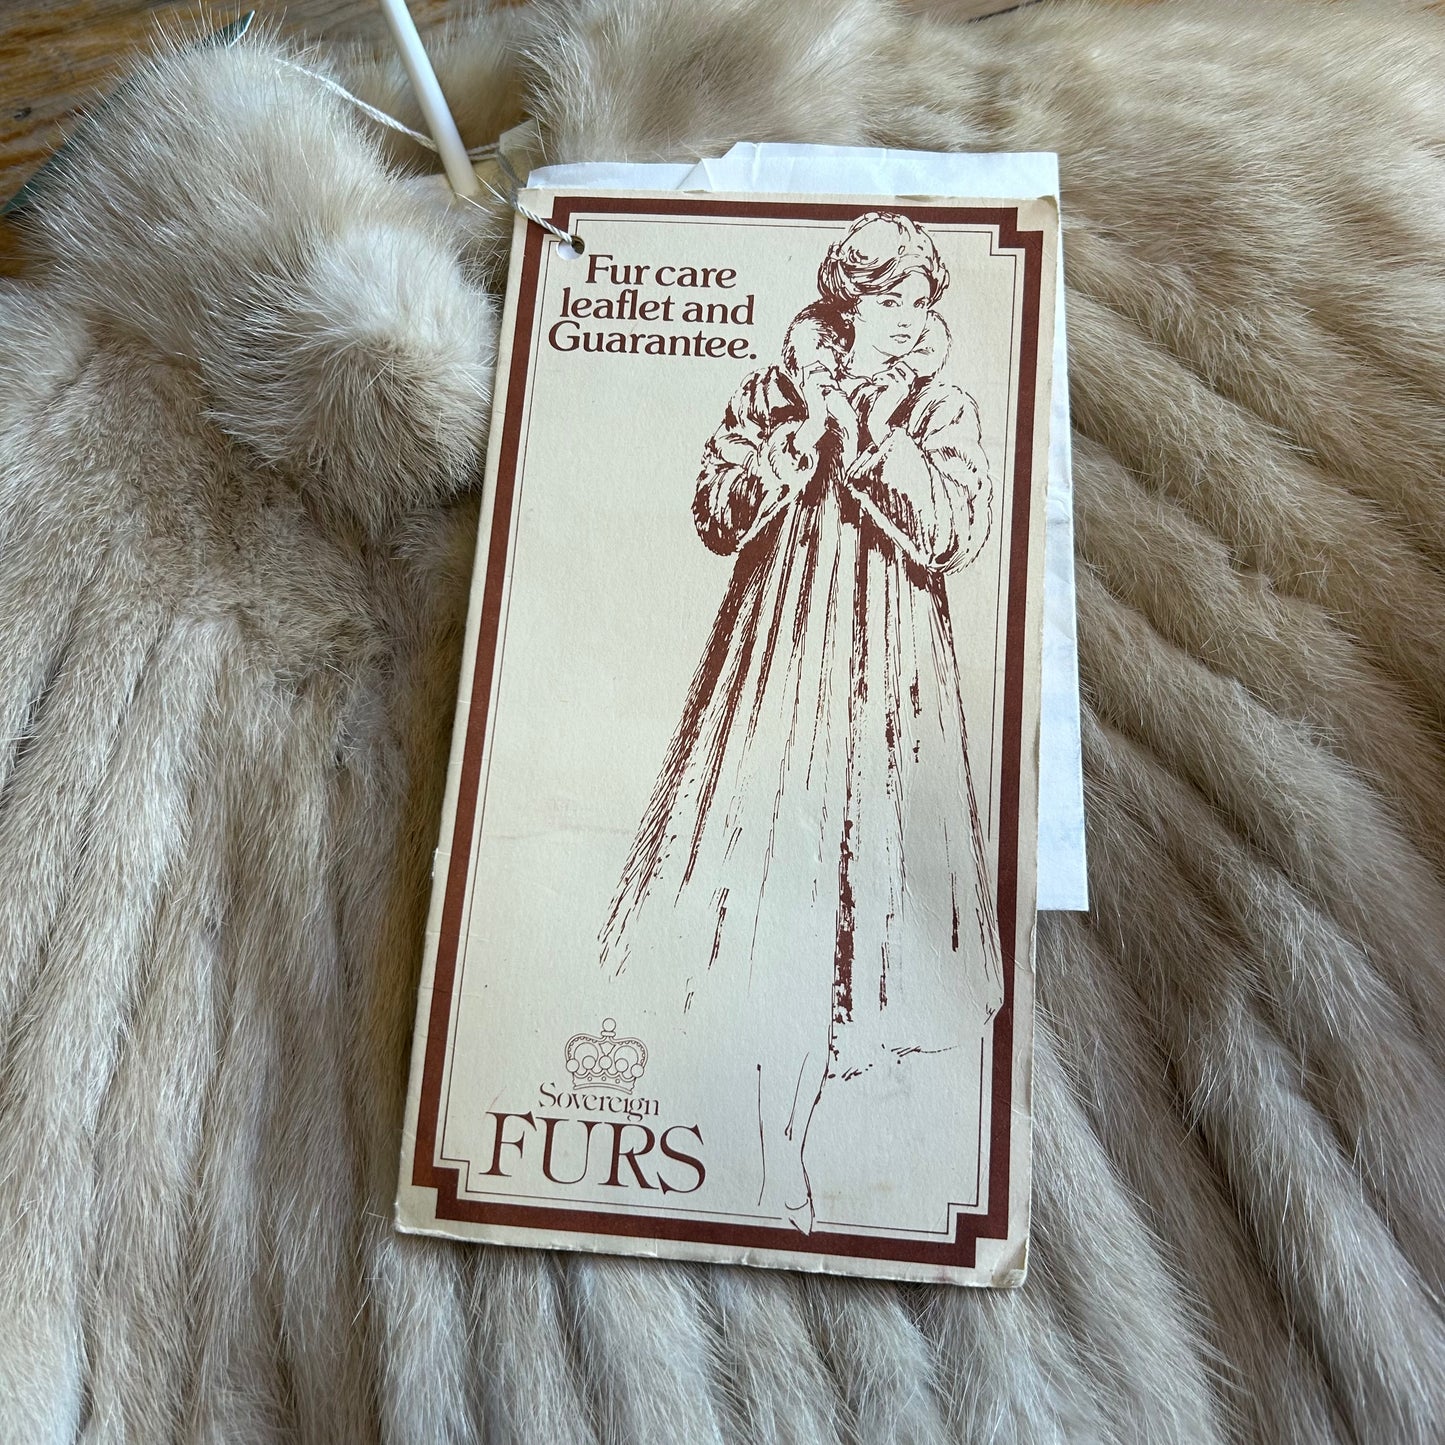 Fur care
leaflet and
Guarantee.
Sovereign
FURS